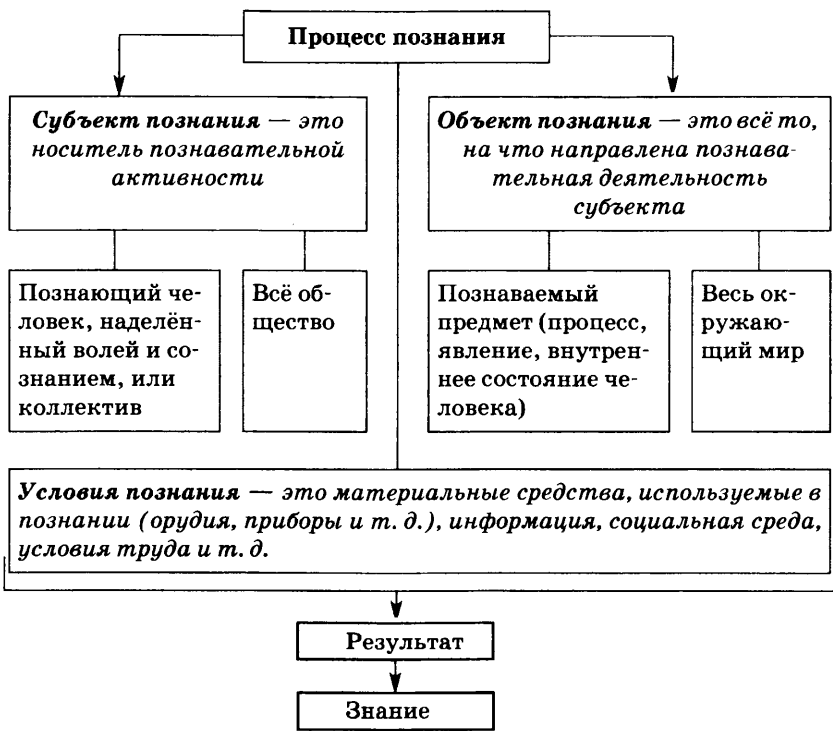 Процесс познания
Субъект познания — это
носитель познавательной
активности
Объект познания — это всё то,
на что направлена познава-
тельная деятельность
субъекта
Познающий че-
ловек, наделён-
ный волей и со-
знанием, или
коллектив
Всё об-
щество
Познаваемый
предмет (процесс,
явление, внутрен-
нее состояние че-
ловека)
Весь ок-
ружаю-
щий мир
Условия познания — это материальные средства, используемые в
познании (орудия, приборы и т. д.), информация, социальная среда,
условия труда и т. д.
Результат
Знание